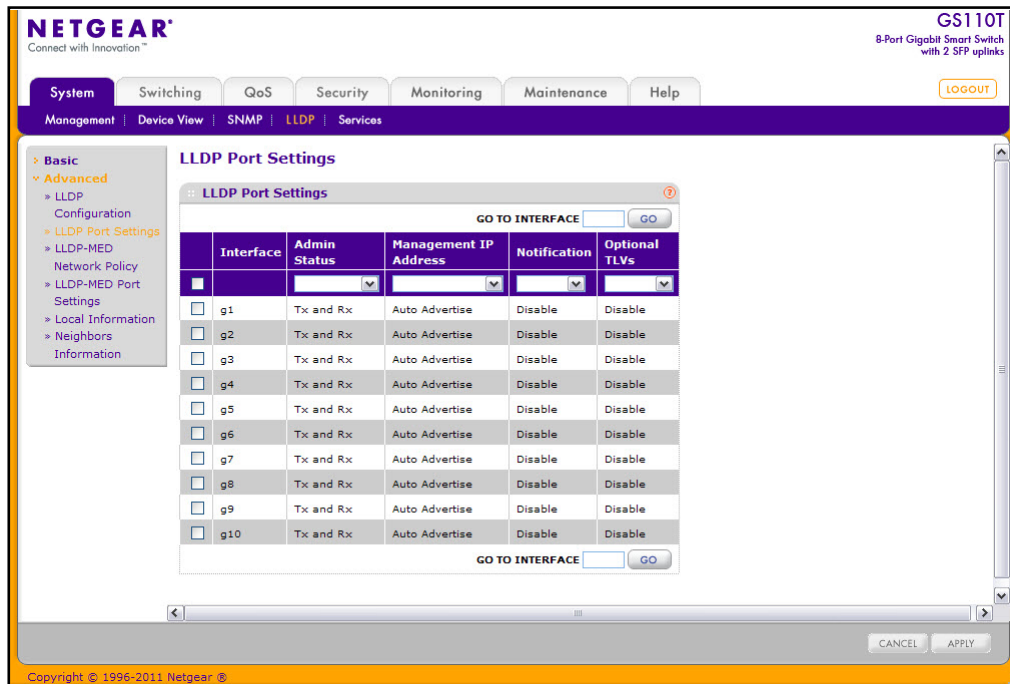 NETGEAR®
Connect with Innovation™
GS110T
8-Port Gigabit Smart Switch
with 2 SFP uplinks
System Switching QoS Security Monitoring Maintenance Help
LOGOUT
Management | Device View | SNMP | LLDP | Services
Basic
Advanced
» LLDP
Configuration
» LLDP Port Settings
» LLDP-MED
Network Policy
» LLDP-MED Port
Settings
» Local Information
» Neighbors
Information
LLDP Port Settings
LLDP Port Settings ?
GO TO INTERFACE GO
Interface Admin Status Management IP Address Notification Optional TLVs
g1 Tx and Rx Auto Advertise Disable Disable
g2 Tx and Rx Auto Advertise Disable Disable
g3 Tx and Rx Auto Advertise Disable Disable
g4 Tx and Rx Auto Advertise Disable Disable
g5 Tx and Rx Auto Advertise Disable Disable
g6 Tx and Rx Auto Advertise Disable Disable
g7 Tx and Rx Auto Advertise Disable Disable
g8 Tx and Rx Auto Advertise Disable Disable
g9 Tx and Rx Auto Advertise Disable Disable
g10 Tx and Rx Auto Advertise Disable Disable
GO TO INTERFACE GO
CANCEL APPLY
Copyright © 1996-2011 Netgear ®